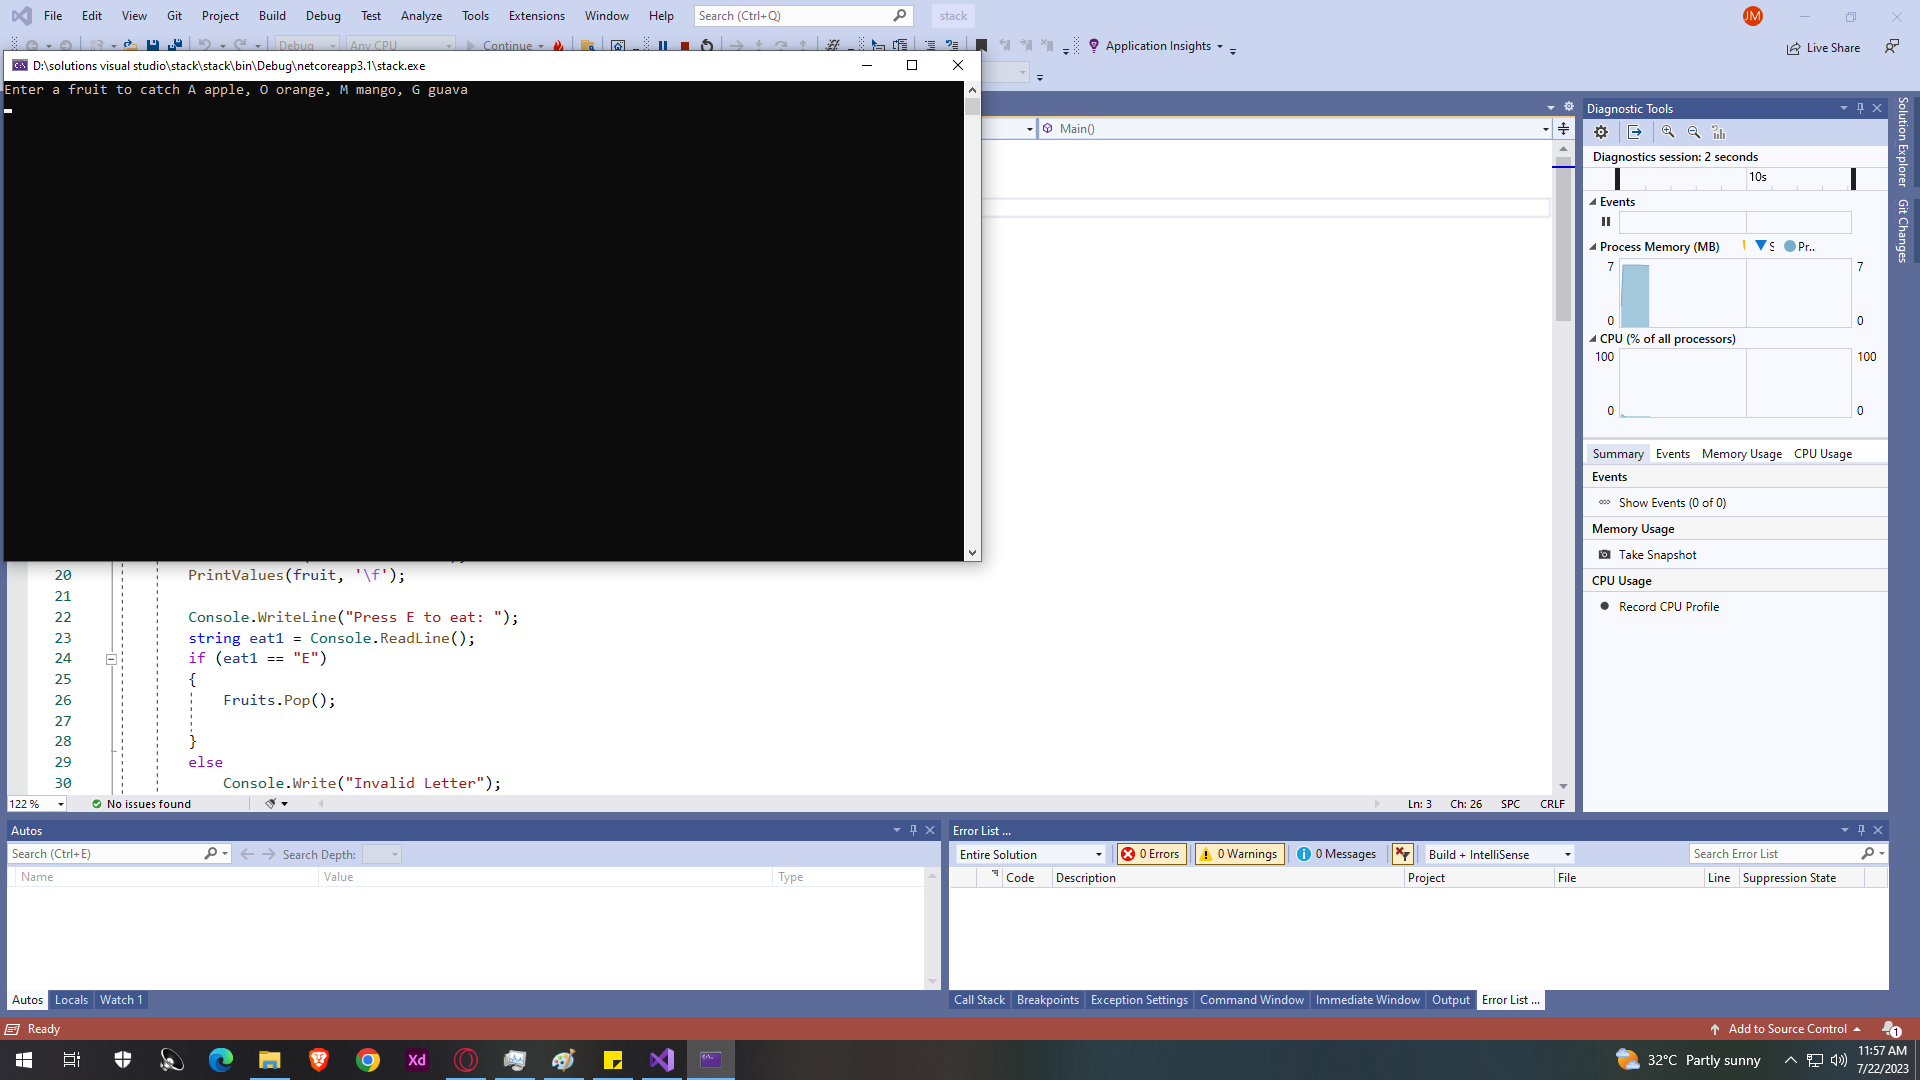 File Edit View Git Project Build Debug Test Analyze Tools Extensions Window Help Search (Ctrl+Q) stack JM
Debug Any CPU Continue Application Insights Live Share
D:\solutions visual studio\stack\stack\bin\Debug\netcoreapp3.1\stack.exe
Enter a fruit to catch A apple, O orange, M mango, G guava
Main()
20 PrintValues(fruit, '\f');
21
22 Console.WriteLine("Press E to eat: ");
23 string eat1 = Console.ReadLine();
24 if (eat1 == "E")
25 {
26 Fruits.Pop();
27
28 }
29 else
30 Console.Write("Invalid Letter");
122 % No issues found Ln: 3 Ch: 26 SPC CRLF
Diagnostic Tools
Diagnostics session: 2 seconds
10s
Events
Process Memory (MB) S Pr...
7 7
0 0
CPU (% of all processors)
100 100
0 0
Summary Events Memory Usage CPU Usage
Events
Show Events (0 of 0)
Memory Usage
Take Snapshot
CPU Usage
Record CPU Profile
Solution Explorer
Git Changes
Autos
Search (Ctrl+E) Search Depth:
Name Value Type
Autos Locals Watch 1
Error List ...
Entire Solution 0 Errors 0 Warnings 0 Messages Build + IntelliSense Search Error List
Code Description Project File Line Suppression State
Call Stack Breakpoints Exception Settings Command Window Immediate Window Output Error List ...
Ready Add to Source Control 1
Xd 32°C Partly sunny 11:57 AM
7/22/2023